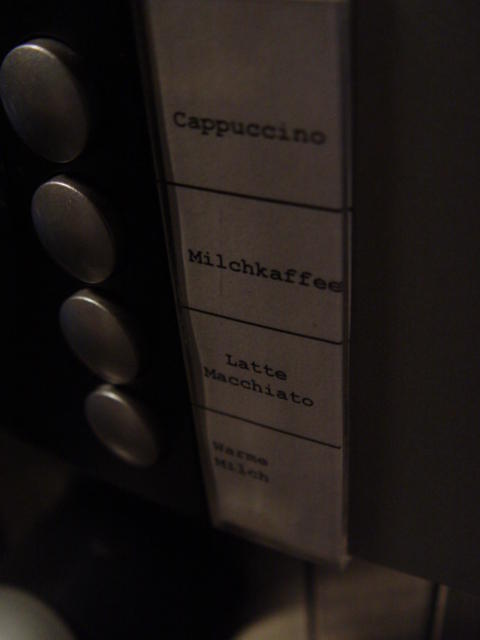 Cappuccino
Milchkaffee
Latte
Macchiato
Warme
Milch